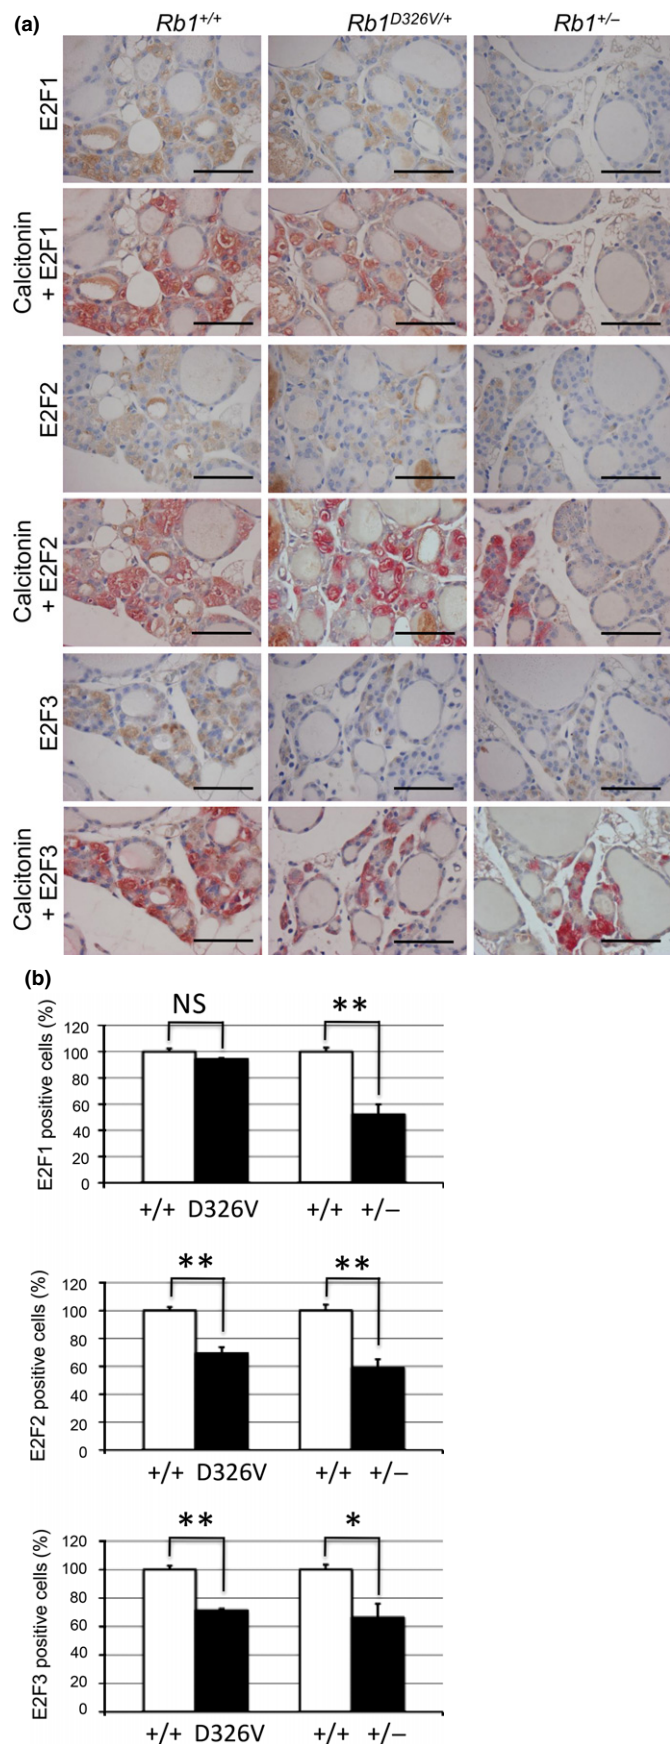 (a)
Rb1+/+ Rb1D326V/+ Rb1+/−
E2F1
Calcitonin
+ E2F1
E2F2
Calcitonin
+ E2F2
E2F3
Calcitonin
+ E2F3
(b)
NS **
E2F1 positive cells (%)
120
100
80
60
40
20
0
+/+ D326V +/+ +/−
** **
E2F2 positive cells (%)
120
100
80
60
40
20
0
+/+ D326V +/+ +/−
** *
E2F3 positive cells (%)
120
100
80
60
40
20
0
+/+ D326V +/+ +/−